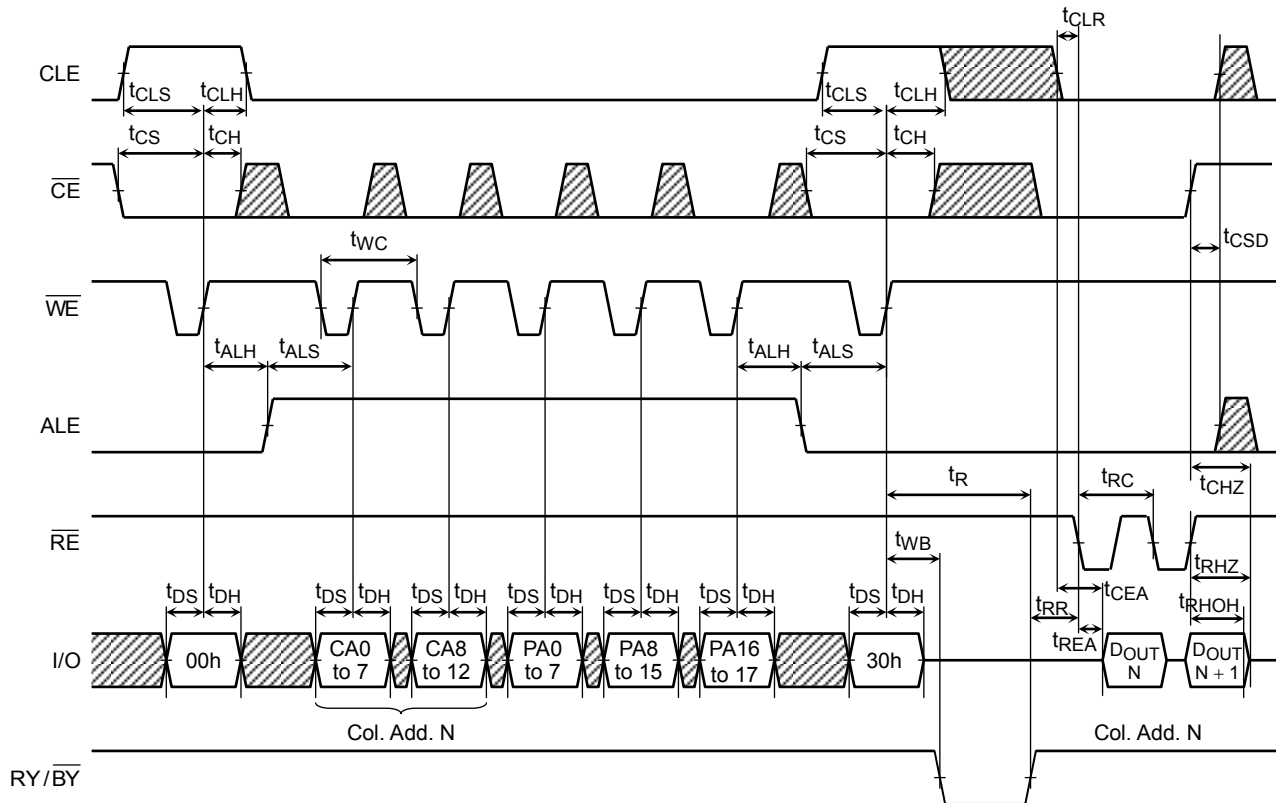 tCLR
CLE
tCLS tCLH tCLS tCLH
tCS tCH tCS tCH
CE
tWC tCSD
WE
tALH tALS tALH tALS
ALE
tR tRC tCHZ
RE
tWB tRHZ
tDS tDH tDS tDH tDS tDH tDS tDH tDS tDH tDS tDH tDS tDH tCEA
tRR tRHOH
tREA
I/O 00h CA0 to 7 CA8 to 12 PA0 to 7 PA8 to 15 PA16 to 17 30h DOUT N DOUT N + 1
Col. Add. N Col. Add. N
RY/BY